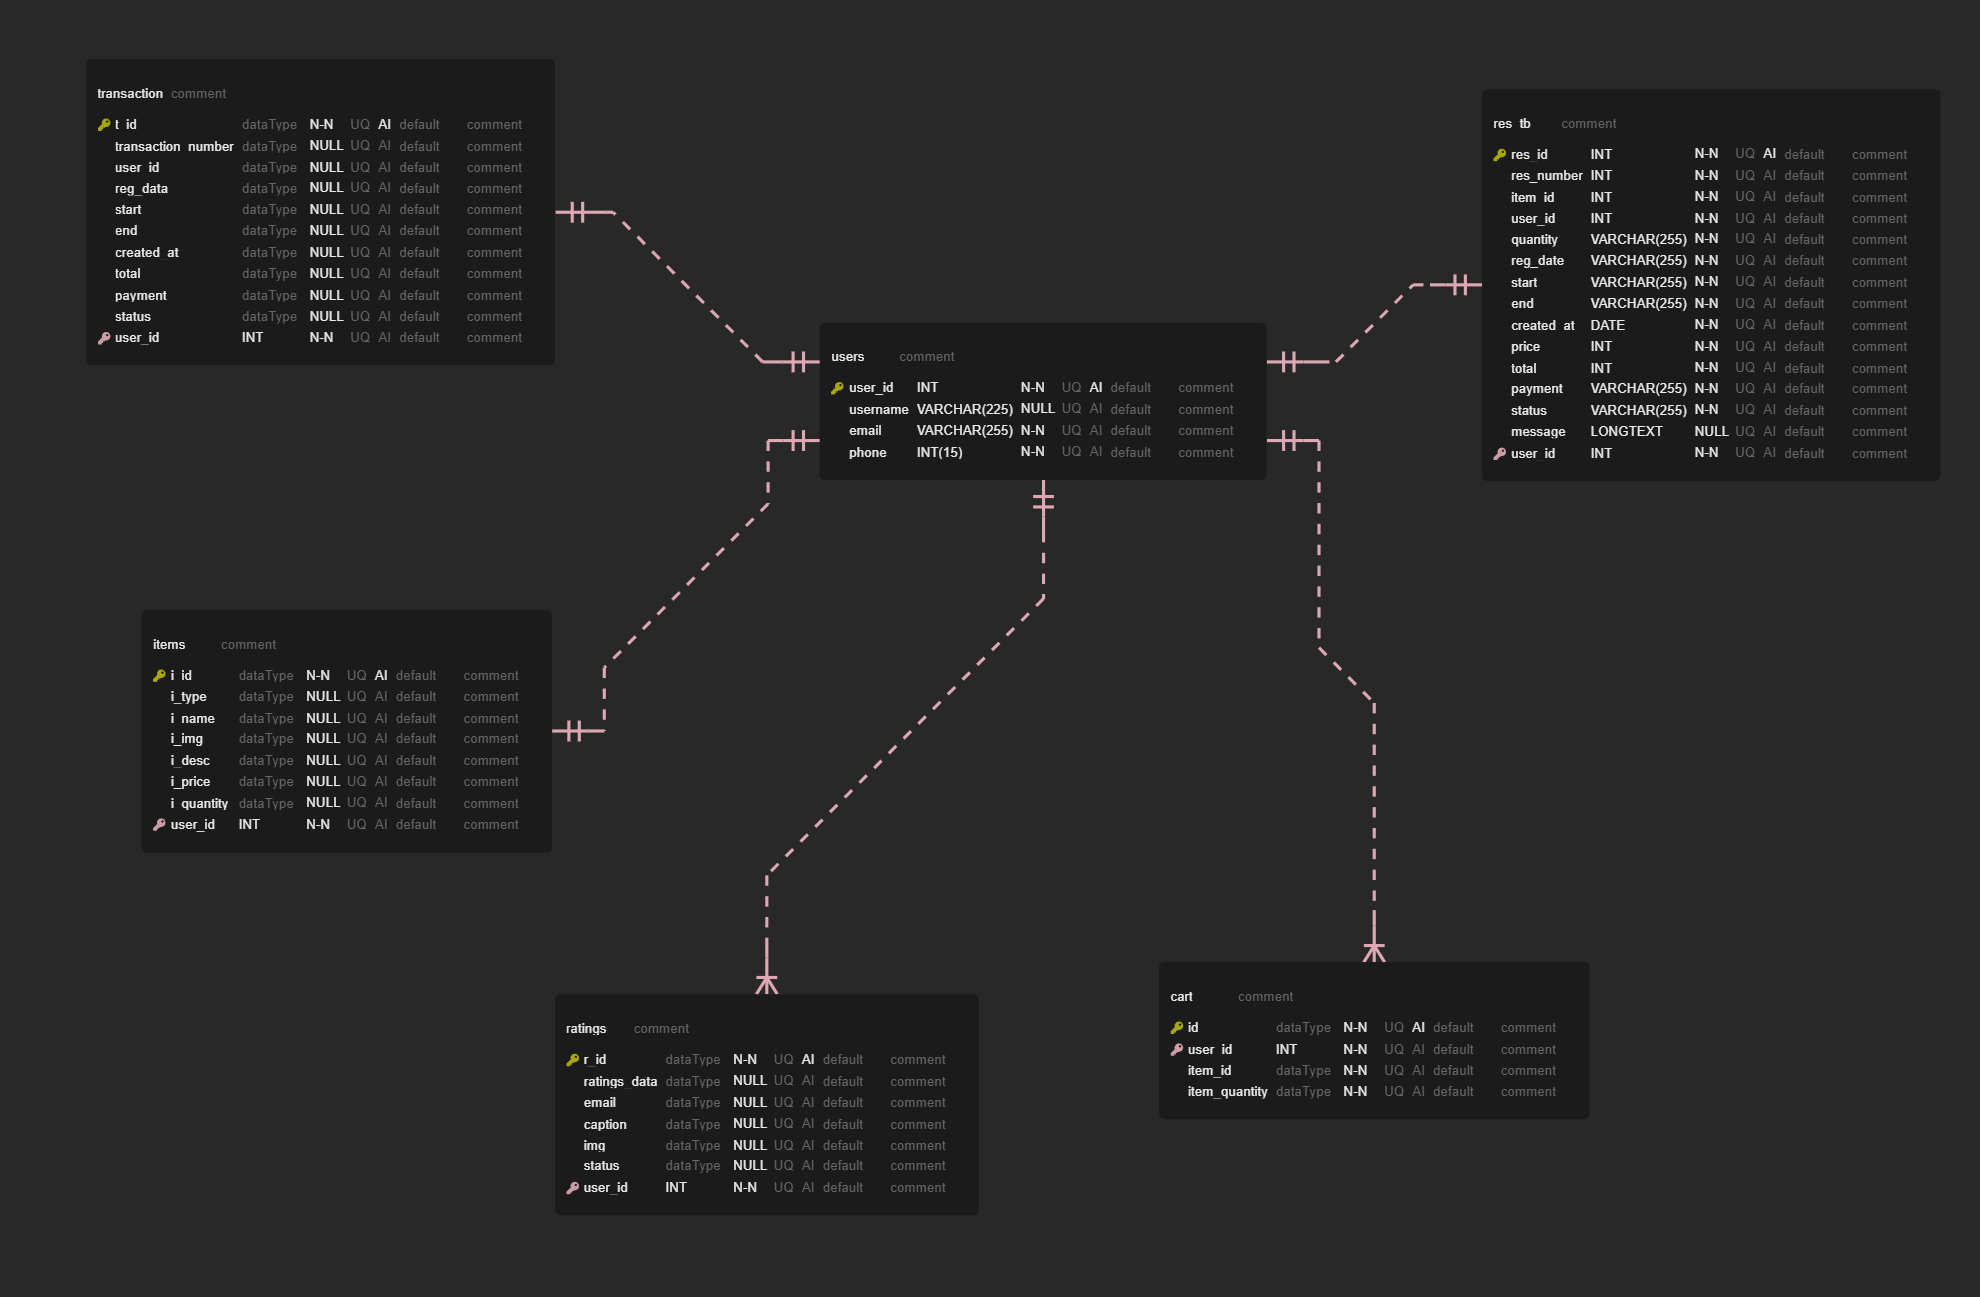 transaction comment
t_id dataType N-N UQ AI default comment
transaction_number dataType NULL UQ AI default comment
user_id dataType NULL UQ AI default comment
reg_data dataType NULL UQ AI default comment
start dataType NULL UQ AI default comment
end dataType NULL UQ AI default comment
created_at dataType NULL UQ AI default comment
total dataType NULL UQ AI default comment
payment dataType NULL UQ AI default comment
status dataType NULL UQ AI default comment
user_id INT N-N UQ AI default comment
res_tb comment
res_id INT N-N UQ AI default comment
res_number INT N-N UQ AI default comment
item_id INT N-N UQ AI default comment
user_id INT N-N UQ AI default comment
quantity VARCHAR(255) N-N UQ AI default comment
reg_date VARCHAR(255) N-N UQ AI default comment
start VARCHAR(255) N-N UQ AI default comment
end VARCHAR(255) N-N UQ AI default comment
created_at DATE N-N UQ AI default comment
price INT N-N UQ AI default comment
total INT N-N UQ AI default comment
payment VARCHAR(255) N-N UQ AI default comment
status VARCHAR(255) N-N UQ AI default comment
message LONGTEXT NULL UQ AI default comment
user_id INT N-N UQ AI default comment
users comment
user_id INT N-N UQ AI default comment
username VARCHAR(225) NULL UQ AI default comment
email VARCHAR(255) N-N UQ AI default comment
phone INT(15) N-N UQ AI default comment
items comment
i_id dataType N-N UQ AI default comment
i_type dataType NULL UQ AI default comment
i_name dataType NULL UQ AI default comment
i_img dataType NULL UQ AI default comment
i_desc dataType NULL UQ AI default comment
i_price dataType NULL UQ AI default comment
i_quantity dataType NULL UQ AI default comment
user_id INT N-N UQ AI default comment
ratings comment
r_id dataType N-N UQ AI default comment
ratings_data dataType NULL UQ AI default comment
email dataType NULL UQ AI default comment
caption dataType NULL UQ AI default comment
img dataType NULL UQ AI default comment
status dataType NULL UQ AI default comment
user_id INT N-N UQ AI default comment
cart comment
id dataType N-N UQ AI default comment
user_id INT N-N UQ AI default comment
item_id dataType N-N UQ AI default comment
item_quantity dataType N-N UQ AI default comment